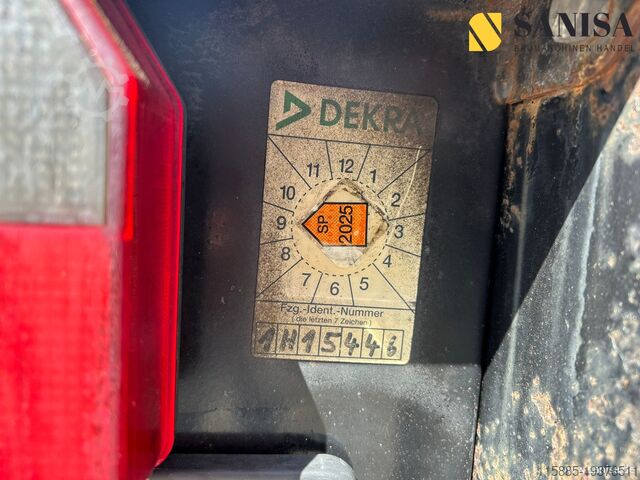 SANISA
BAUMASCHINEN HANDEL
DEKRA
11 12 1
10 2
9 3
8 4
7 6 5
SP
2025
Fzg.-Ident.-Nummer
( die letzten 7 Zeichen )
1H15446